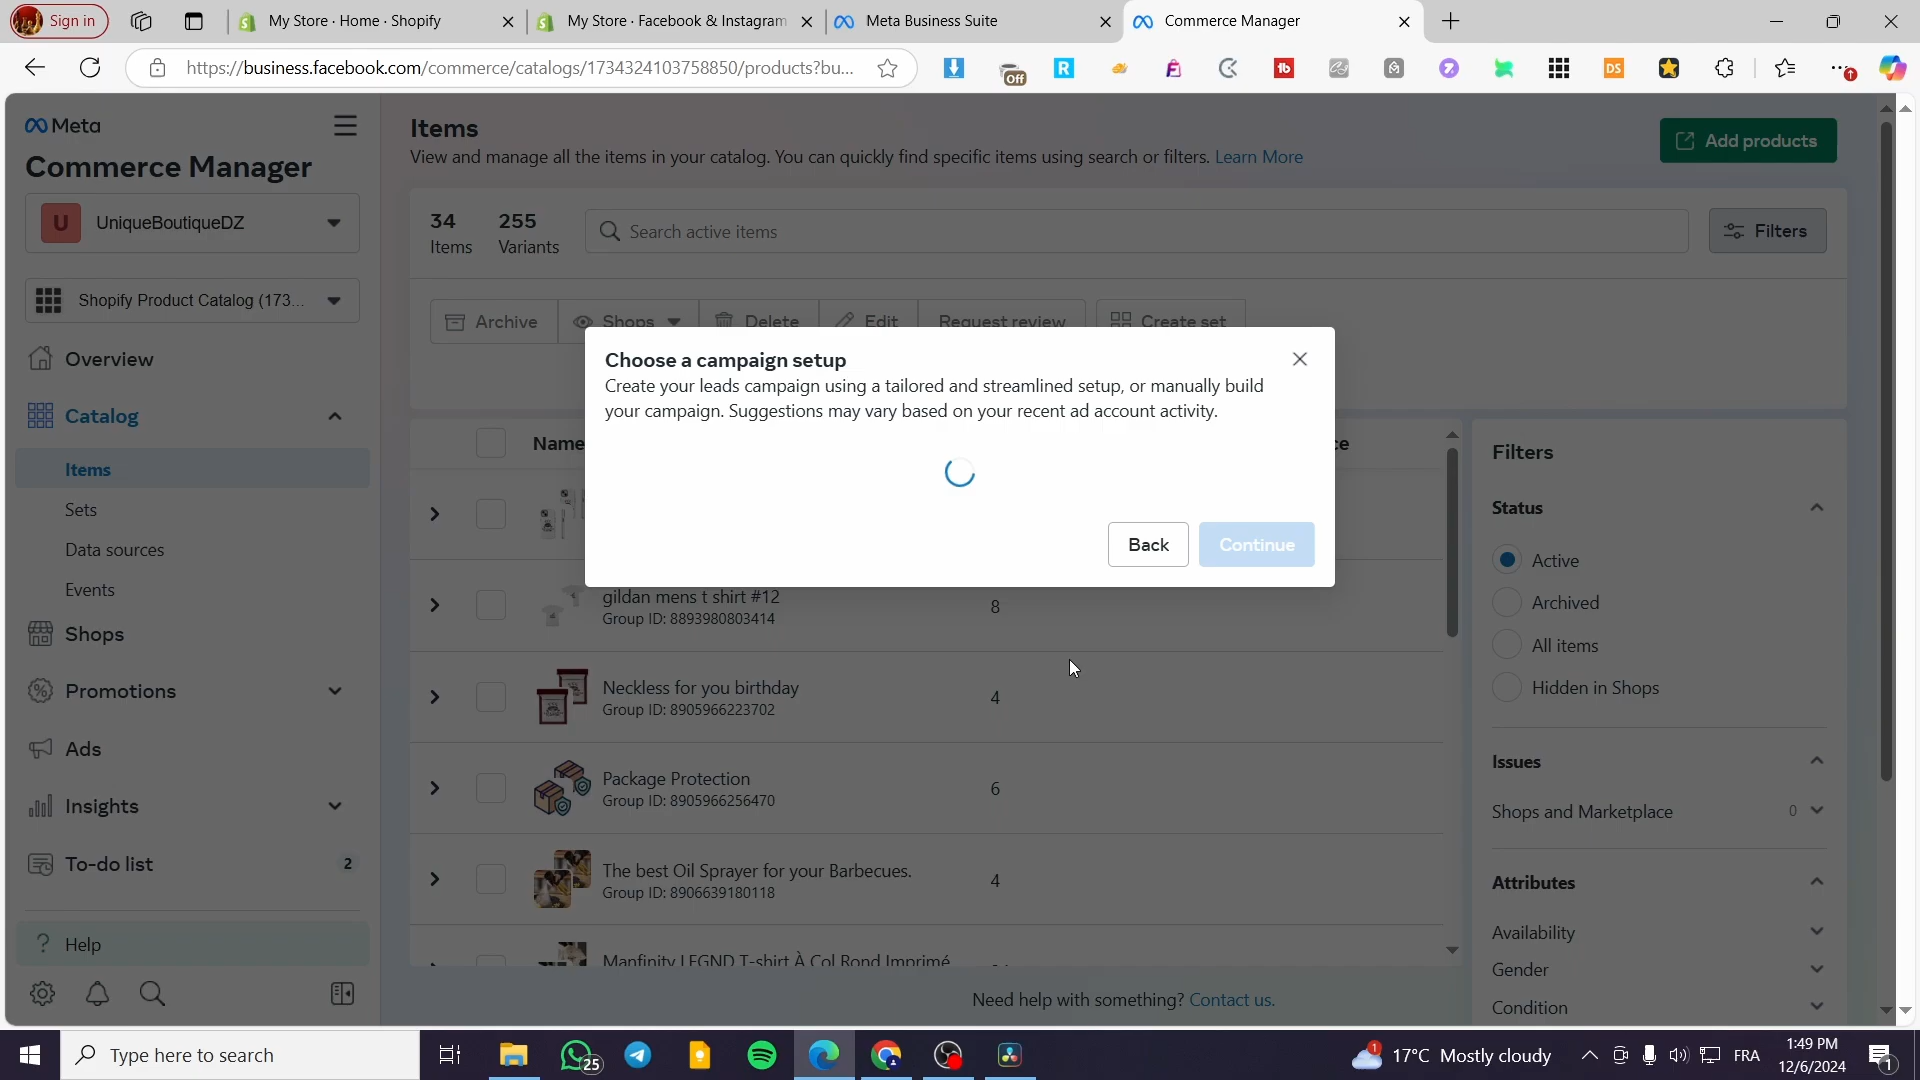 Sign in
My Store · Home · Shopify
My Store · Facebook & Instagram
Meta Business Suite
Commerce Manager
https://business.facebook.com/commerce/catalogs/1734324103758850/products?bu...
Off
Meta
Commerce Manager
U
UniqueBoutiqueDZ
Shopify Product Catalog (173...
Overview
Catalog
Items
Sets
Data sources
Events
Shops
Promotions
Ads
Insights
To-do list
2
Help
Items
View and manage all the items in your catalog. You can quickly find specific items using search or filters. Learn More
Add products
34
Items
255
Variants
Search active items
Filters
Archive
Shops
Delete
Edit
Request review
Create set
Choose a campaign setup
Create your leads campaign using a tailored and streamlined setup, or manually build
your campaign. Suggestions may vary based on your recent ad account activity.
Back
Continue
Name
gildan mens t shirt #12
Group ID: 8893980803414
8
Neckless for you birthday
Group ID: 8905966223702
4
Package Protection
Group ID: 8905966256470
6
The best Oil Sprayer for your Barbecues.
Group ID: 8906639180118
4
Manfinity LEGND T-shirt À Col Rond Imprimé
Need help with something? Contact us.
Filters
Status
Active
Archived
All items
Hidden in Shops
Issues
Shops and Marketplace
0
Attributes
Availability
Gender
Condition
Type here to search
25
1
17°C Mostly cloudy
FRA
1:49 PM
12/6/2024
1